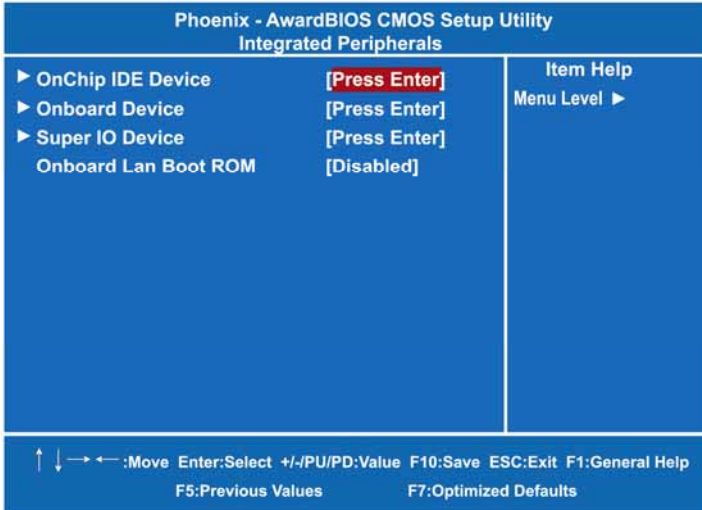 Phoenix - AwardBIOS CMOS Setup Utility
Integrated Peripherals
► OnChip IDE Device [Press Enter]
► Onboard Device [Press Enter]
► Super IO Device [Press Enter]
Onboard Lan Boot ROM [Disabled]
Item Help
Menu Level ►
↑ ↓ → ← :Move Enter:Select +/-/PU/PD:Value F10:Save ESC:Exit F1:General Help
F5:Previous Values F7:Optimized Defaults